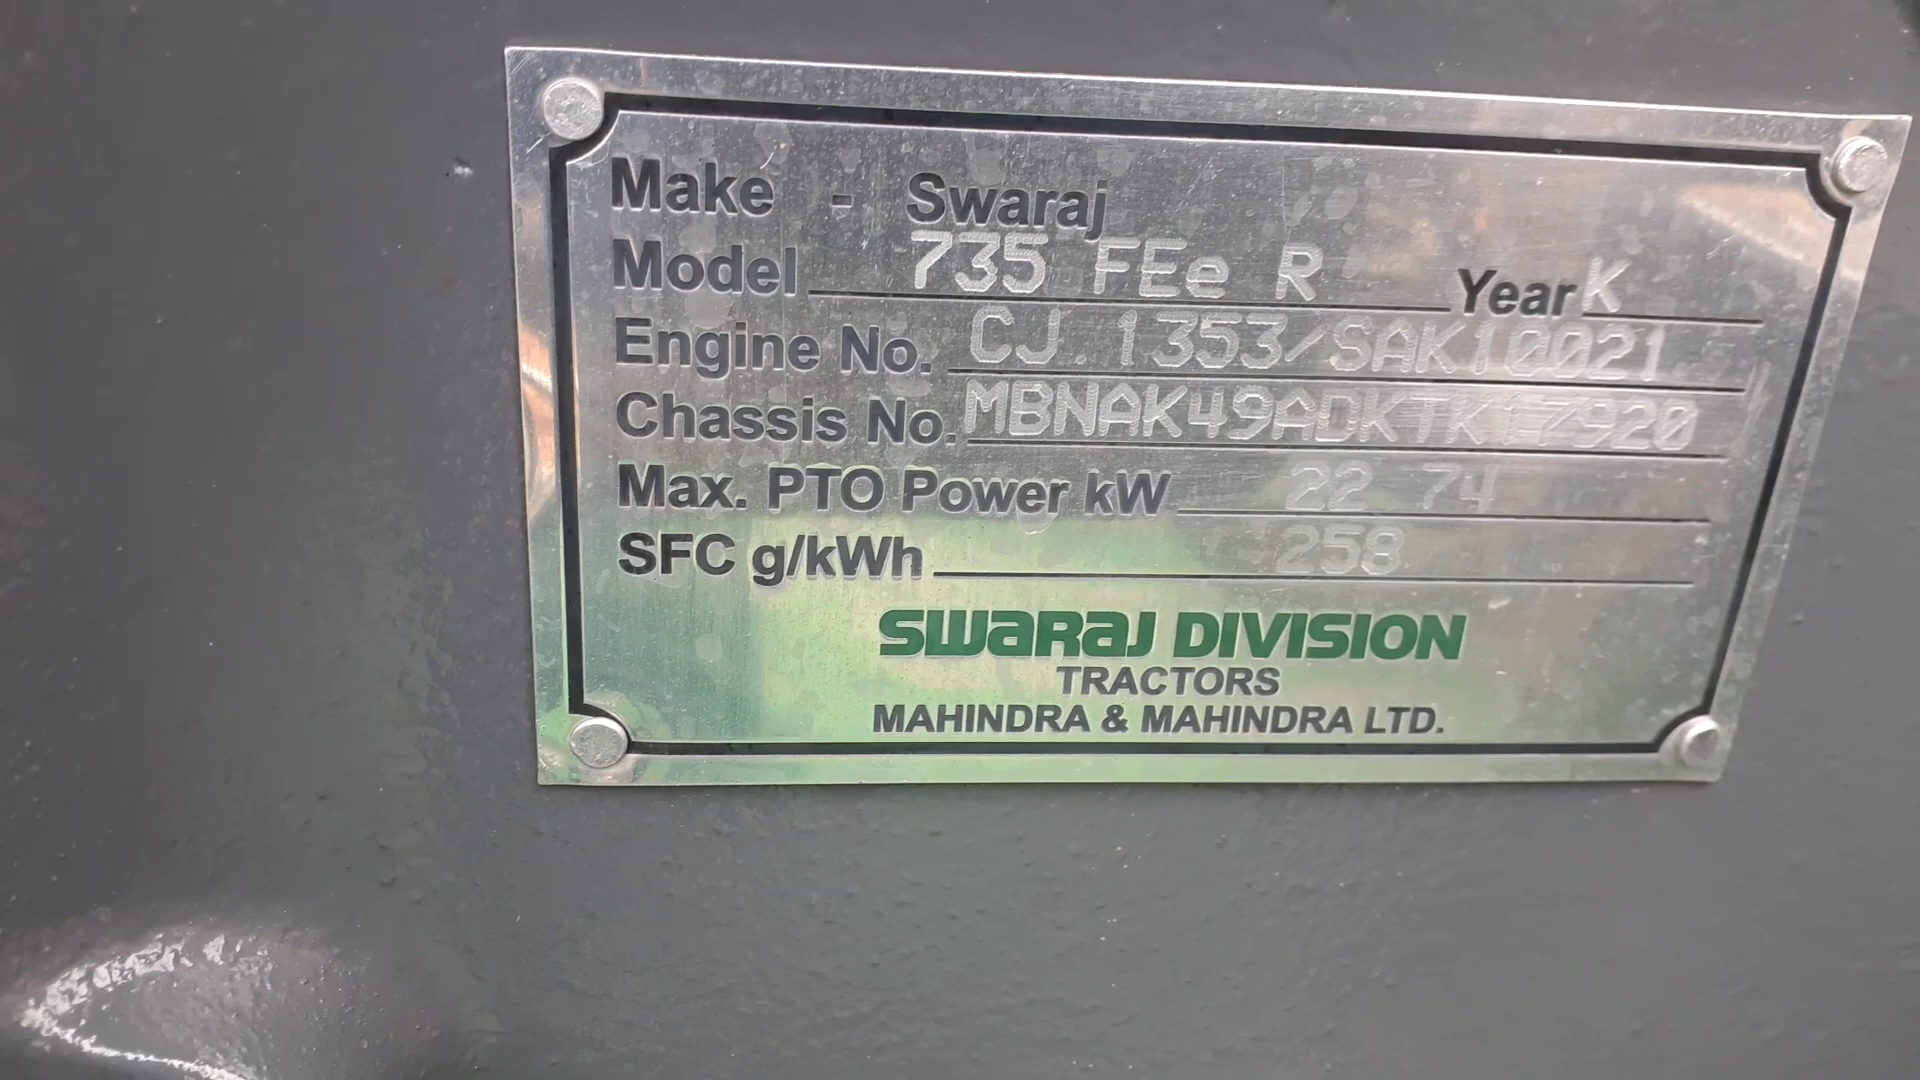 Make - Swaraj
Model 735 FEe R Year K
Engine No. CJ.1353/SAK10021
Chassis No. MBNAK49ADKTK17920
Max. PTO Power kW 22 74
SFC g/kWh 258
SWARAJ DIVISION
TRACTORS
MAHINDRA & MAHINDRA LTD.